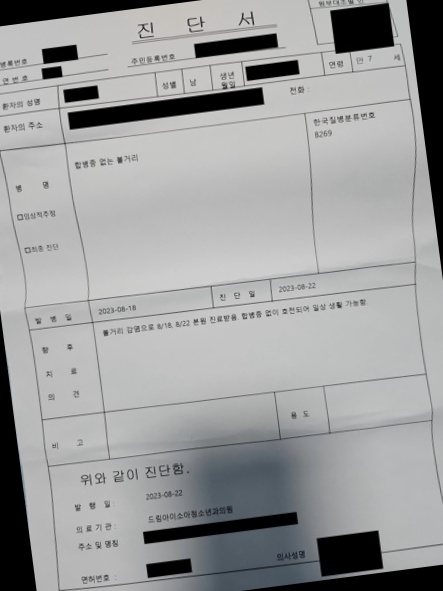 진 단 서
원부대조필 인
병록번호
연 번 호
주민등록번호
환자의 성명
성별 남
생년
월일
연령 만 7 세
환자의 주소
전화 :
병 명
합병증 없는 볼거리
한국질병분류번호
B269
□임상적추정
□최종 진단
발 병 일
2023-08-18
진 단 일
2023-08-22
향 후
치 료
의 견
볼거리 감염으로 8/18, 8/22 본원 진료받음. 합병증 없이 호전되어 일상 생활 가능함.
비 고
용 도
위와 같이 진단함.
발 행 일
2023-08-22
의 료 기 관 :
드림아이소아청소년과의원
주소 및 명칭
면허번호 :
의사성명